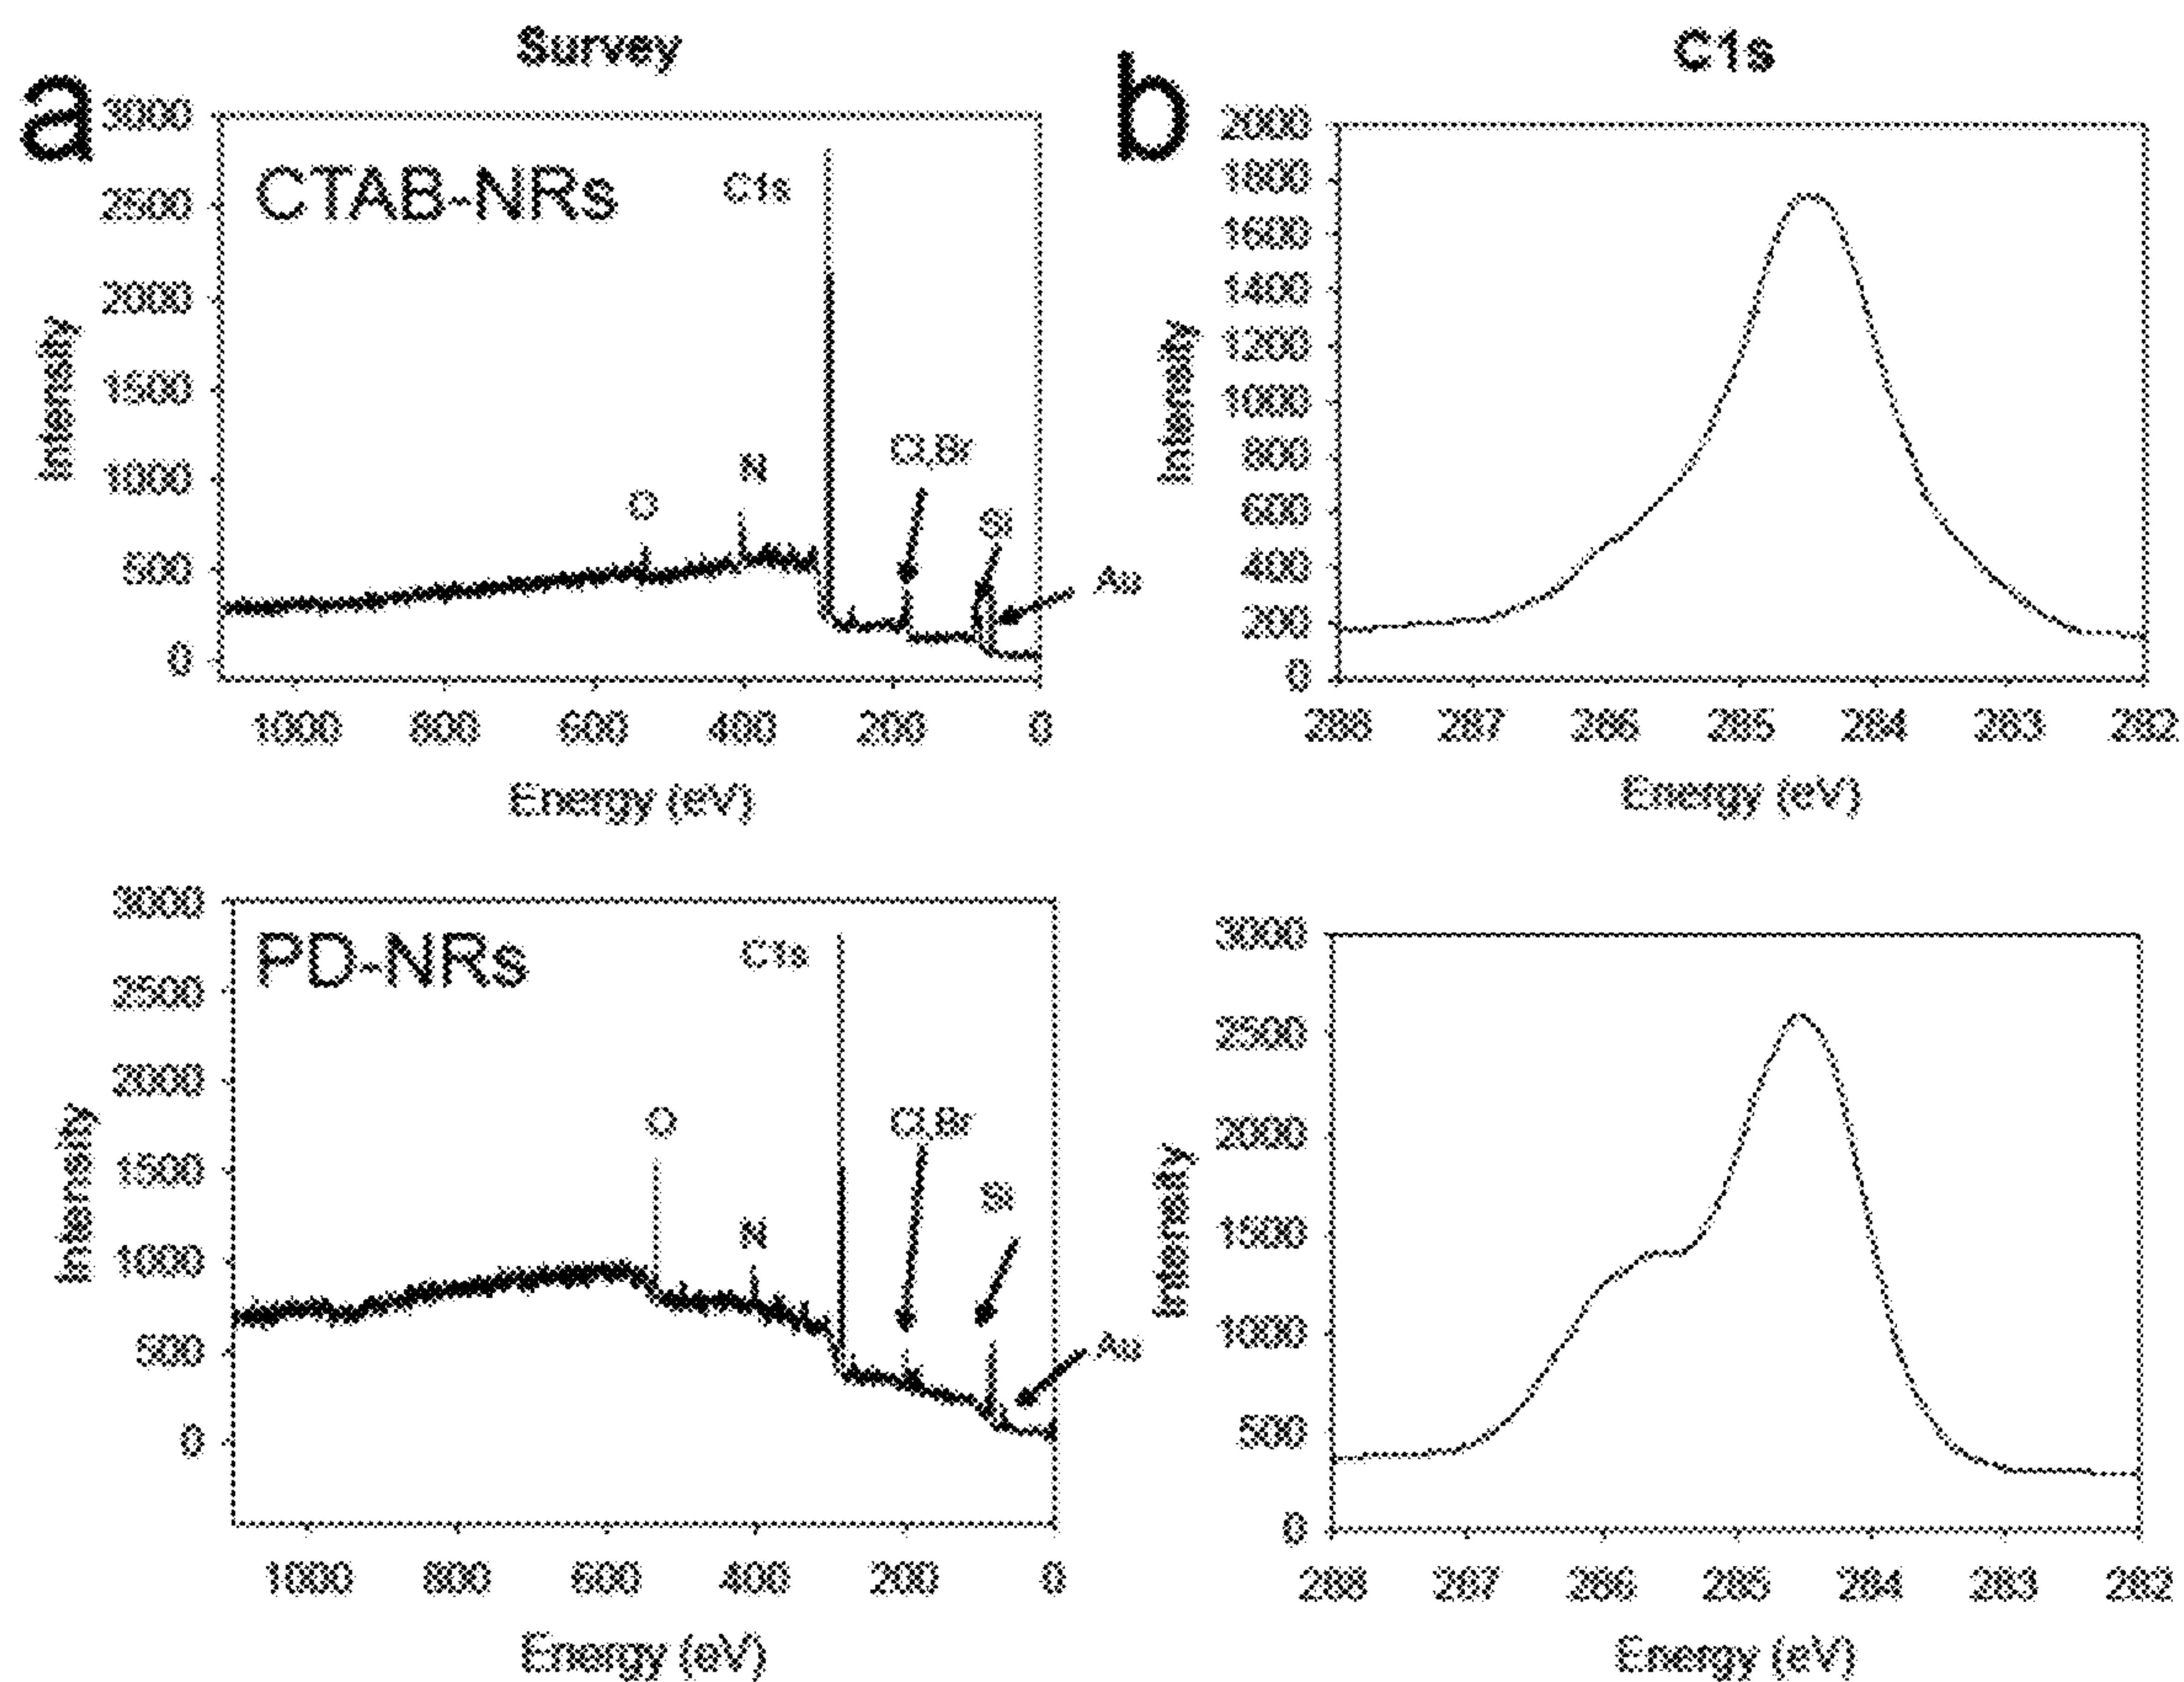 Survey
C1s
a
b
3000
2500
2000
1500
1000
500
0
CTAB-NRs
C1s
O
N
Cl,Br
Si
Au
Intensity
1000 800 600 400 200 0
Energy (eV)
2000
1800
1600
1400
1200
1000
800
600
400
200
0
Intensity
288 287 286 285 284 283 282
Energy (eV)
3000
2500
2000
1500
1000
500
0
PD-NRs
C1s
O
N
Cl,Br
Si
Au
Intensity
1000 800 600 400 200 0
Energy (eV)
3000
2500
2000
1500
1000
500
0
Intensity
288 287 286 285 284 283 282
Energy (eV)